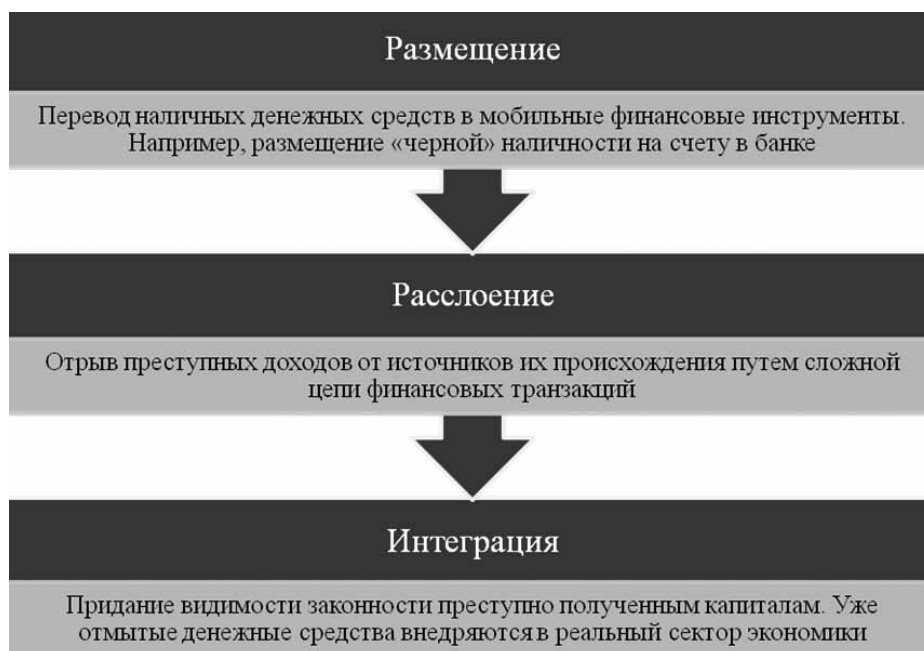 Размещение
Перевод наличных денежных средств в мобильные финансовые инструменты.
Например, размещение «черной» наличности на счету в банке
Расслоение
Отрыв преступных доходов от источников их происхождения путем сложной
цепи финансовых транзакций
Интеграция
Придание видимости законности преступно полученным капиталам. Уже
отмытые денежные средства внедряются в реальный сектор экономики